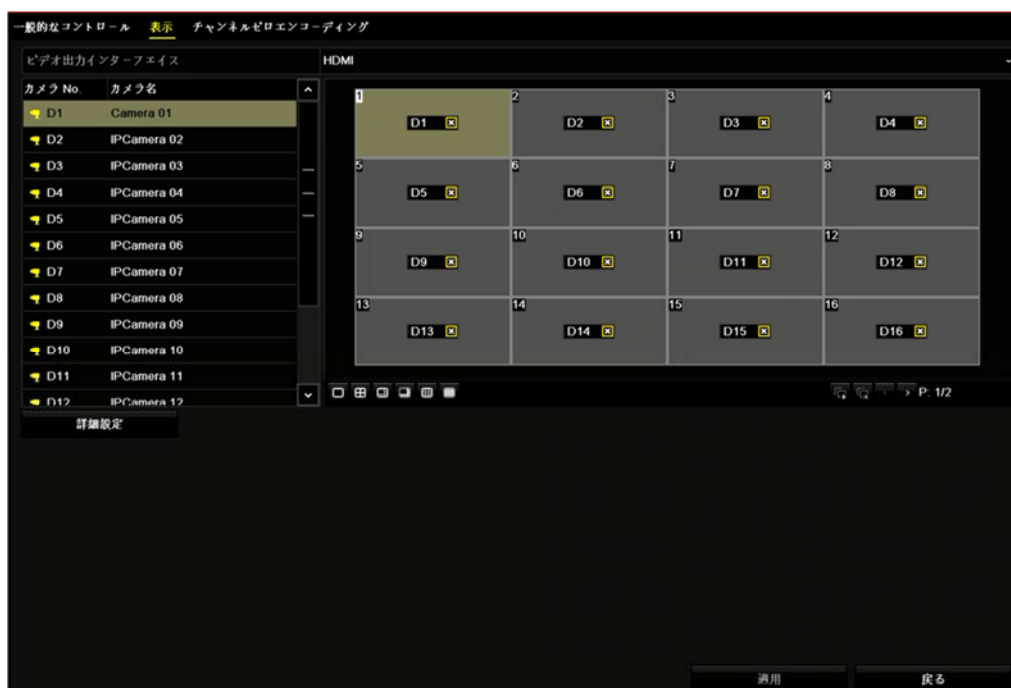 一般的なコントロール 表示 チャンネルゼロエンコーディング
ビデオ出力インターフェイス HDMI
カメラ No. カメラ名
D1 Camera 01
D2 IPCamera 02
D3 IPCamera 03
D4 IPCamera 04
D5 IPCamera 05
D6 IPCamera 06
D7 IPCamera 07
D8 IPCamera 08
D9 IPCamera 09
D10 IPCamera 10
D11 IPCamera 11
D12 IPCamera 12
1 2 3 4
D1 D2 D3 D4
5 6 7 8
D5 D6 D7 D8
9 10 11 12
D9 D10 D11 D12
13 14 15 16
D13 D14 D15 D16
P: 1/2
詳細設定
適用 戻る